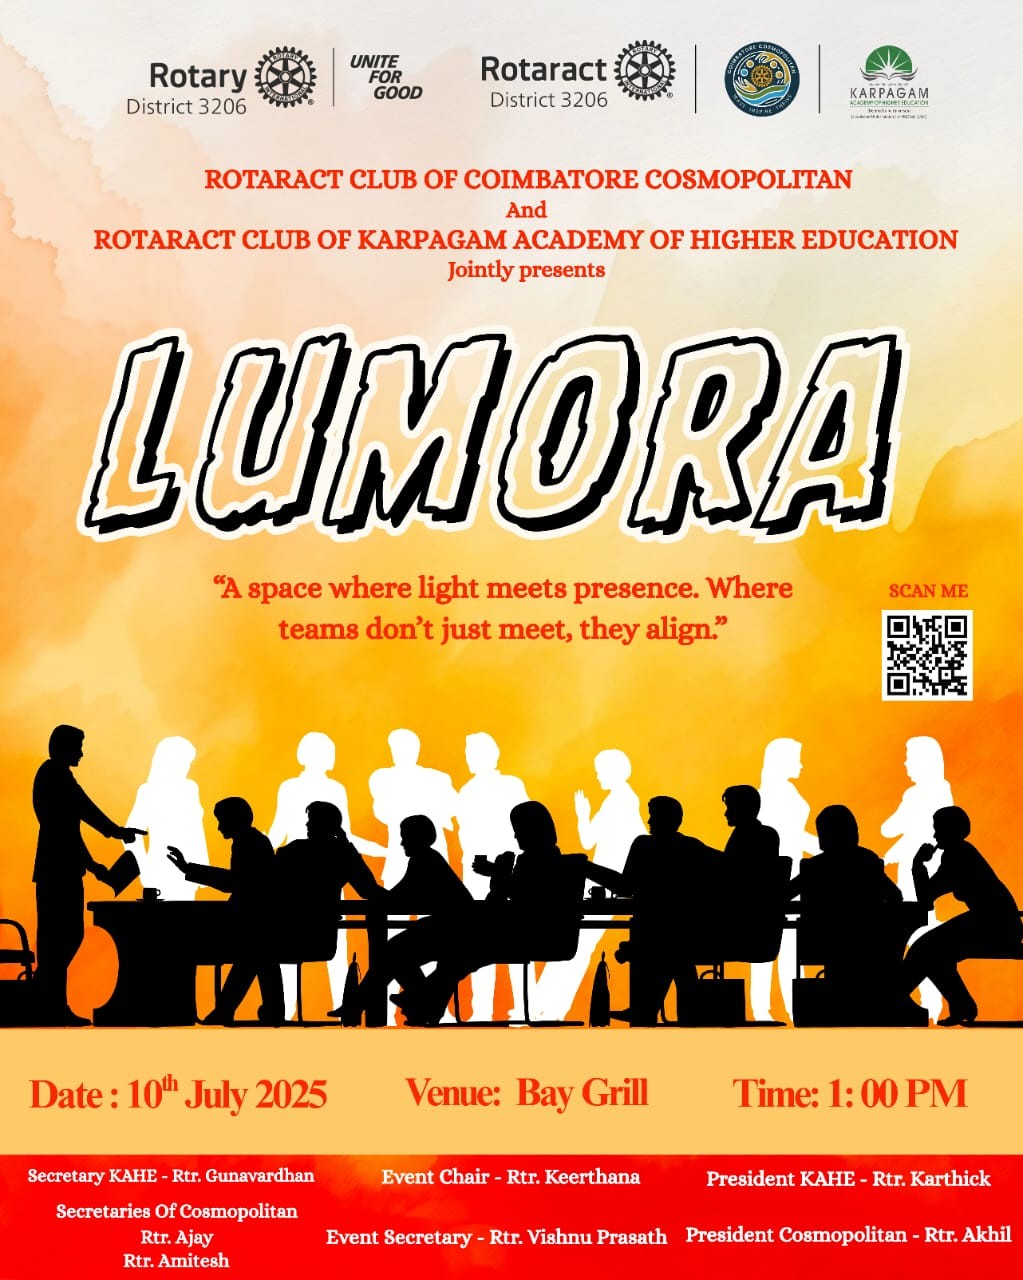 Rotary
District 3206
UNITE
FOR
GOOD
Rotaract
District 3206
KARPAGAM
ACADEMY OF HIGHER EDUCATION
ROTARACT CLUB OF COIMBATORE COSMOPOLITAN
And
ROTARACT CLUB OF KARPAGAM ACADEMY OF HIGHER EDUCATION
Jointly presents
LUMORA
“A space where light meets presence. Where
teams don’t just meet, they align.”
SCAN ME
Date : 10th July 2025
Venue: Bay Grill
Time: 1: 00 PM
Secretary KAHE - Rtr. Gunavardhan
Event Chair - Rtr. Keerthana
President KAHE - Rtr. Karthick
Secretaries Of Cosmopolitan
Rtr. Ajay
Rtr. Amitesh
Event Secretary - Rtr. Vishnu Prasath
President Cosmopolitan - Rtr. Akhil